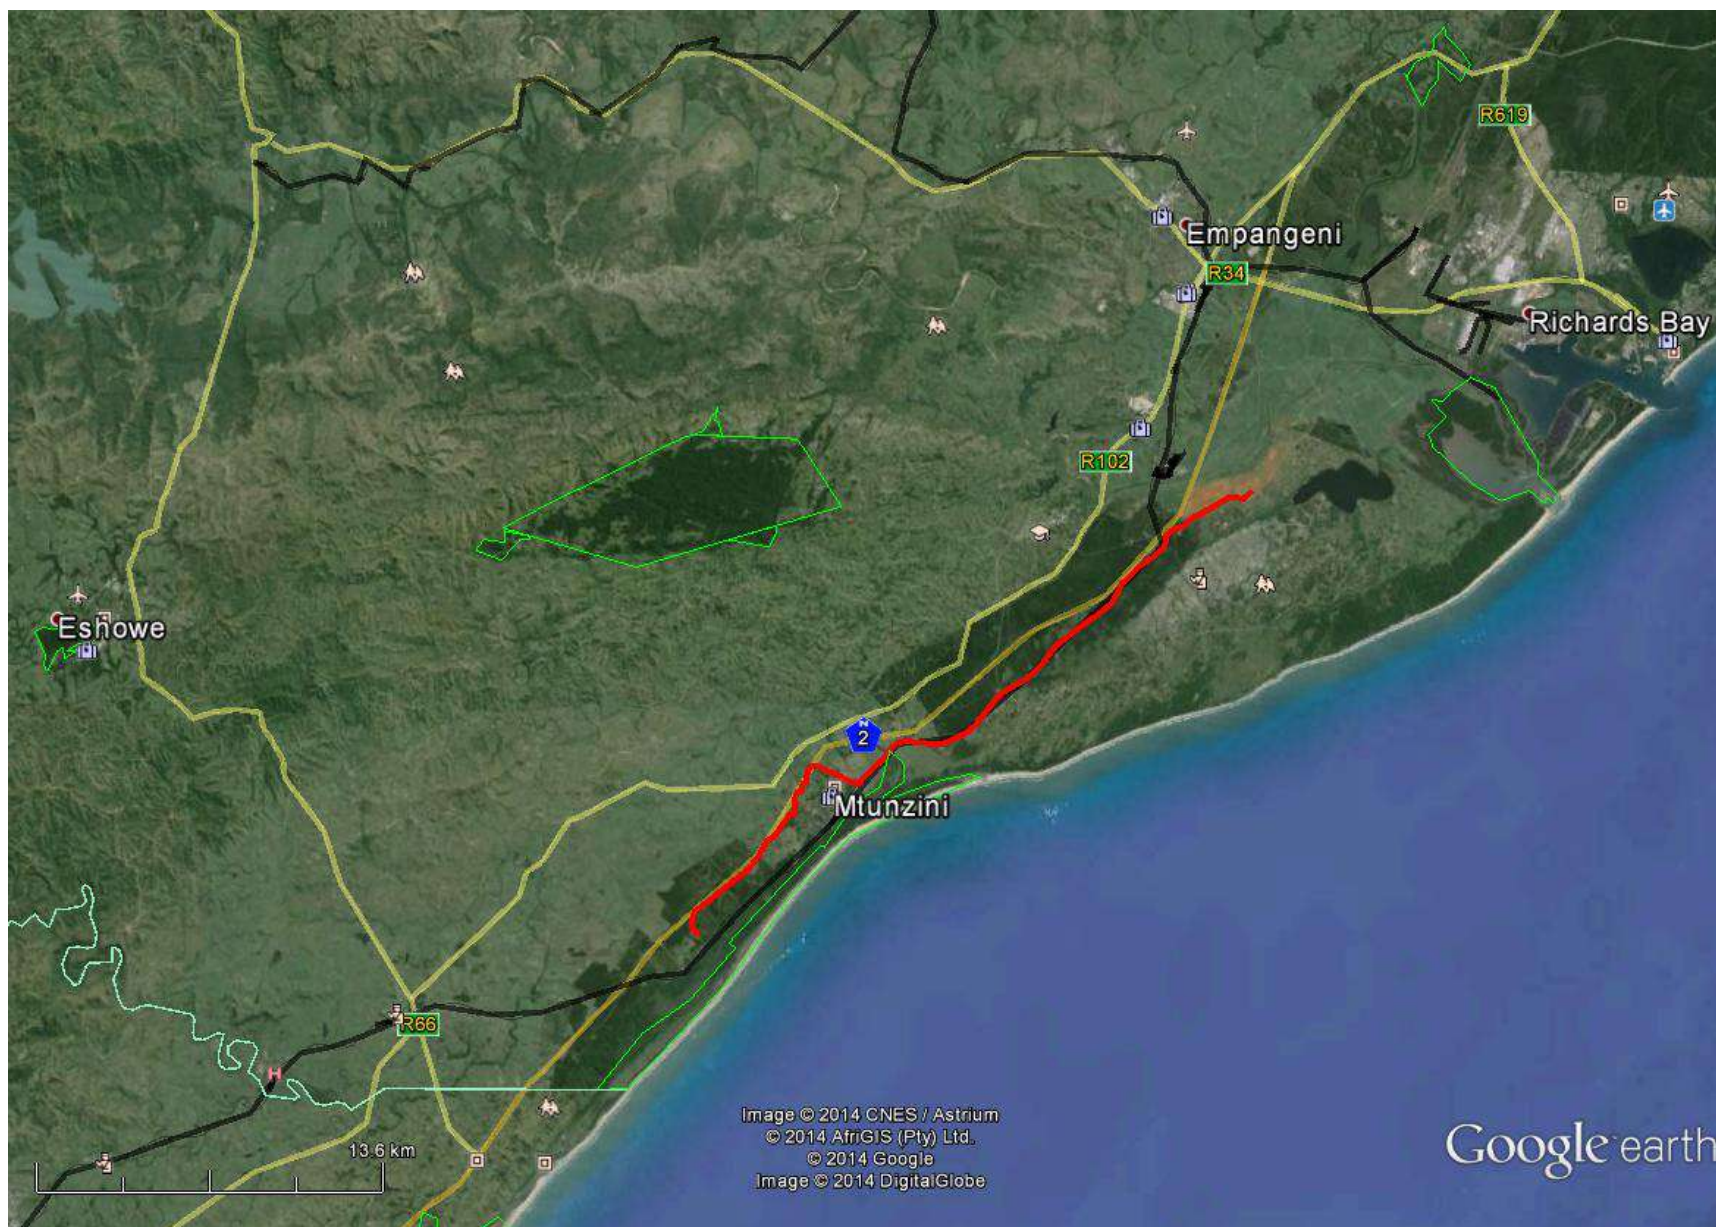 R619
Empangeni
R34
Richards Bay
R102
Eshowe
N
2
Mtunzini
R66
H
13.6 km
Image © 2014 CNES / Astrium
© 2014 AfriGIS (Pty) Ltd.
© 2014 Google
Image © 2014 DigitalGlobe
Google earth